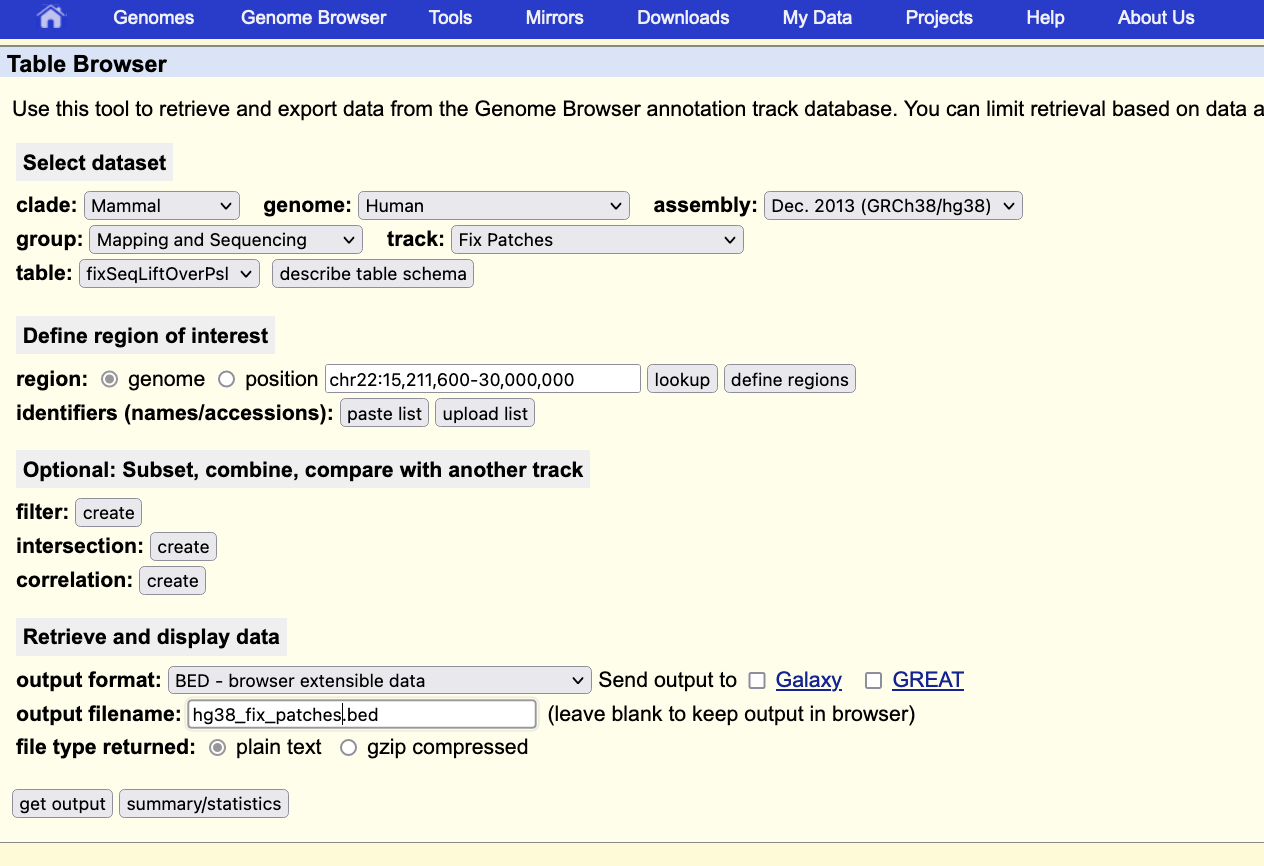 Genomes Genome Browser Tools Mirrors Downloads My Data Projects Help About Us
Table Browser
Use this tool to retrieve and export data from the Genome Browser annotation track database. You can limit retrieval based on data a
Select dataset
clade: Mammal genome: Human assembly: Dec. 2013 (GRCh38/hg38)
group: Mapping and Sequencing track: Fix Patches
table: fixSeqLiftOverPsl describe table schema
Define region of interest
region: genome position chr22:15,211,600-30,000,000 lookup define regions
identifiers (names/accessions): paste list upload list
Optional: Subset, combine, compare with another track
filter: create
intersection: create
correlation: create
Retrieve and display data
output format: BED - browser extensible data Send output to Galaxy GREAT
output filename: hg38_fix_patches.bed (leave blank to keep output in browser)
file type returned: plain text gzip compressed
get output summary/statistics